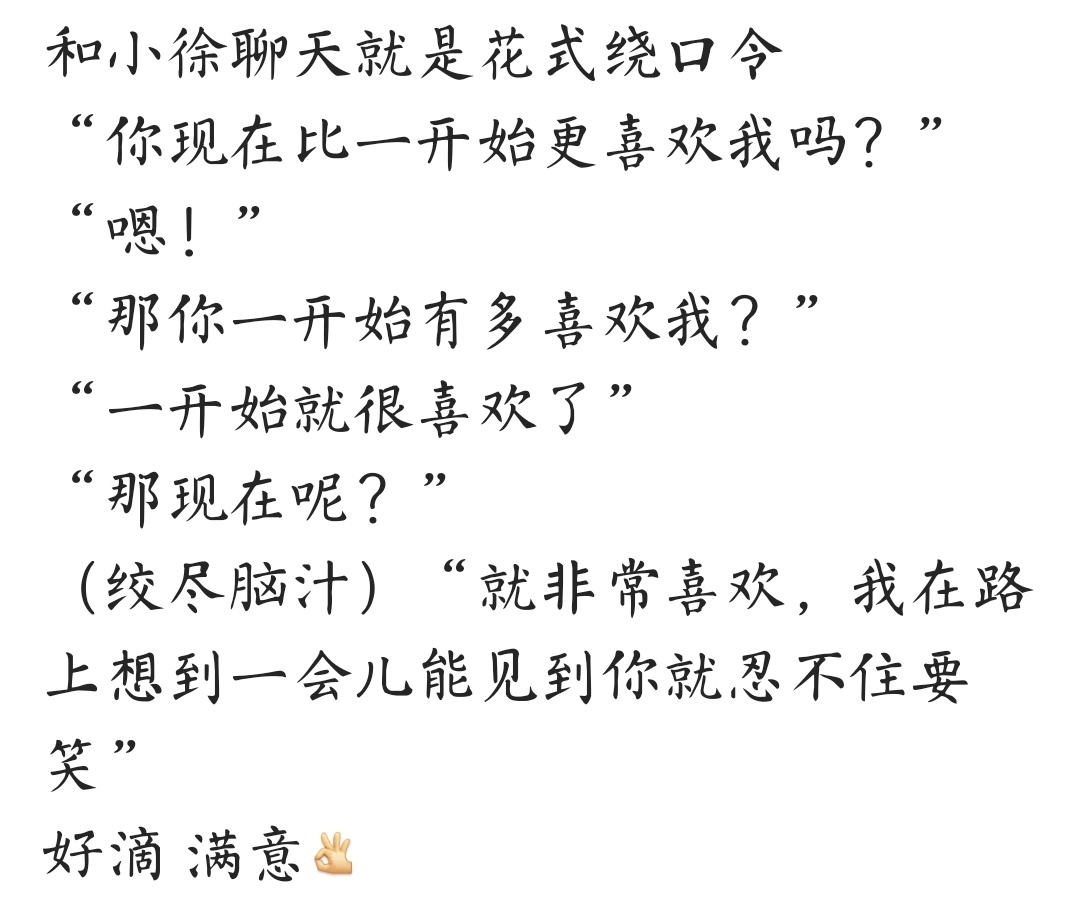 和小徐聊天就是花式绕口令
“你现在比一开始更喜欢我吗？”
“嗯！”
“那你一开始有多喜欢我？”
“一开始就很喜欢了”
“那现在呢？”
（绞尽脑汁）“就非常喜欢，我在路
上想到一会儿能见到你就忍不住要
笑”
好滴 满意👌🏼